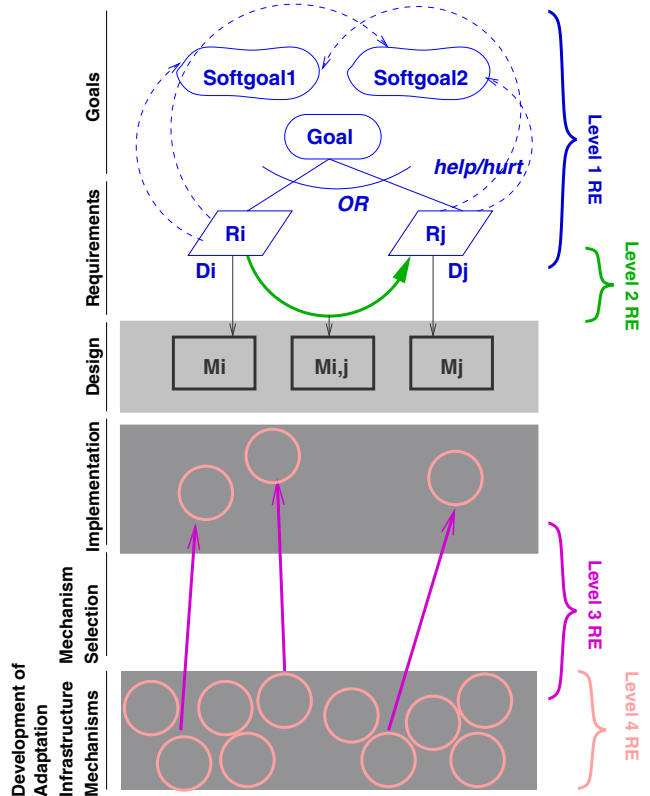 Goals
Softgoal1
Softgoal2
Goal
help/hurt
OR
Level 1 RE
Requirements
Ri
Rj
Di
Dj
Level 2 RE
Design
Mi
Mi,j
Mj
Implementation
Mechanism
Selection
Level 3 RE
Development of
Adaptation
Infrastructure
Mechanisms
Level 4 RE